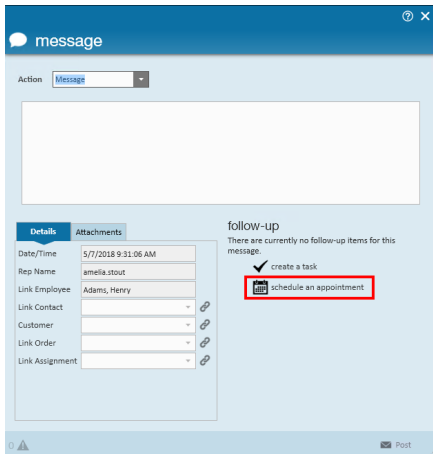 message
Action Message
Details Attachments
Date/Time 5/7/2018 9:31:06 AM
Rep Name amelia.stout
Link Employee Adams, Henry
Link Contact
Customer
Link Order
Link Assignment
follow-up
There are currently no follow-up items for this
message.
create a task
schedule an appointment
0
Post